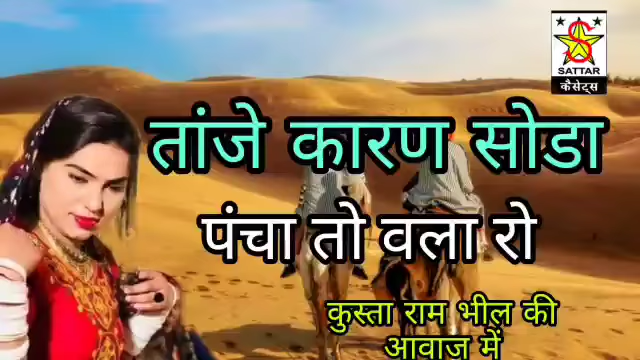 SATTAR
कैसेट्स
तांजे कारण सोडा
पंचा तो वला रो
कुस्ता राम भील की
आवाज में